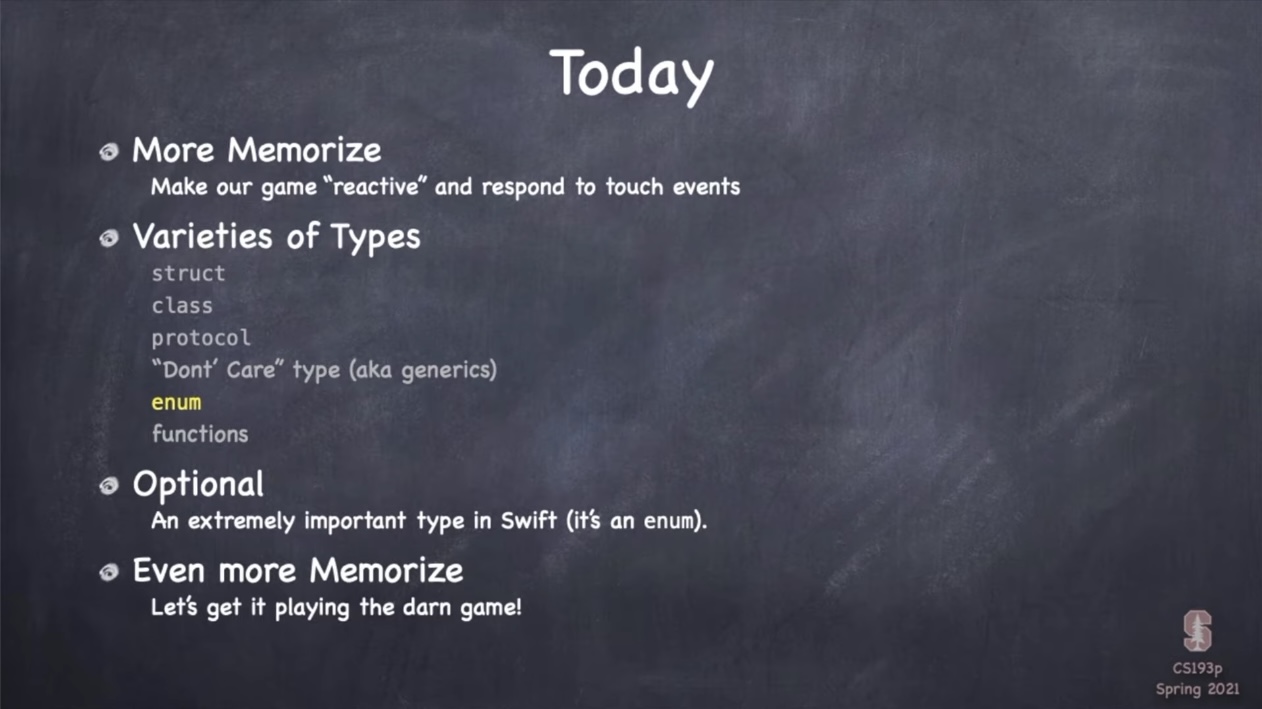 Today
More Memorize
Make our game “reactive” and respond to touch events
Varieties of Types
struct
class
protocol
“Dont’ Care” type (aka generics)
enum
functions
Optional
An extremely important type in Swift (it’s an enum).
Even more Memorize
Let’s get it playing the darn game!
S
CS193p
Spring 2021